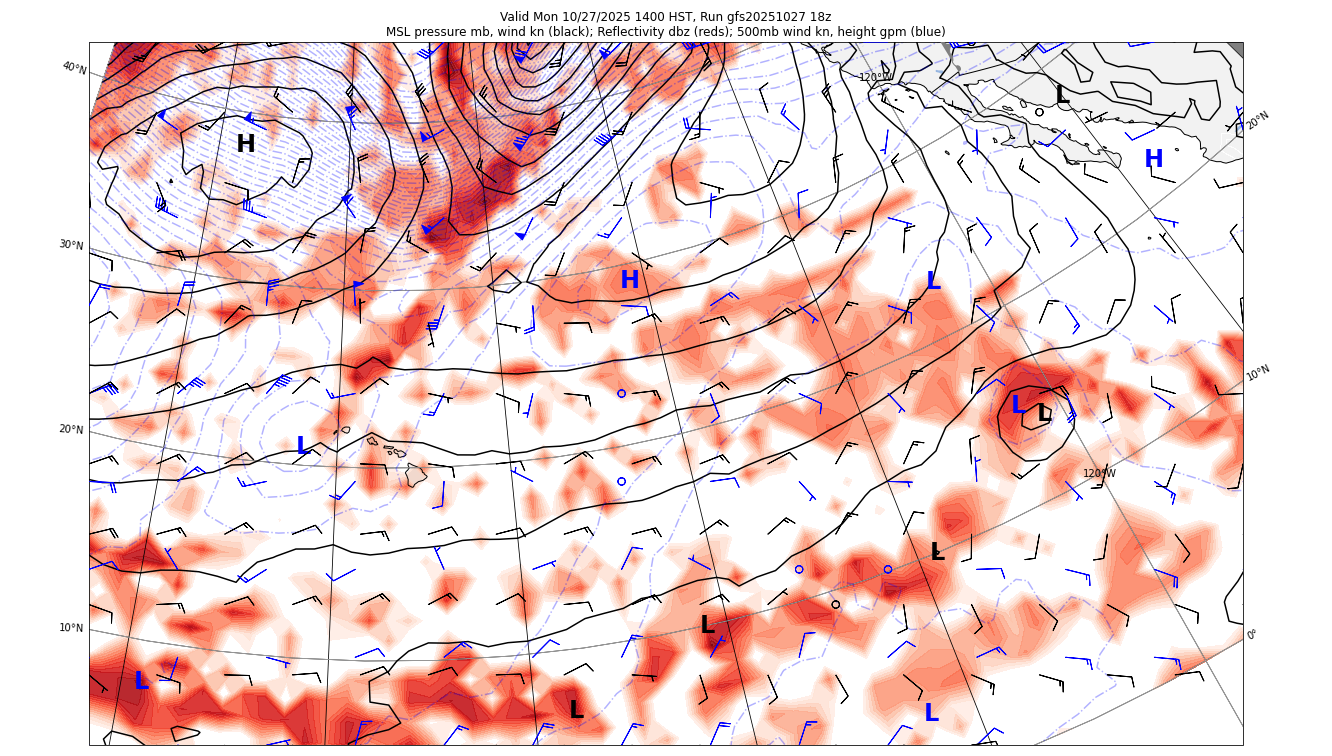 Valid Mon 10/27/2025 1400 HST, Run gfs20251027 18z
MSL pressure mb, wind kn (black); Reflectivity dbz (reds); 500mb wind kn, height gpm (blue)
40°N
120°W
L
20°N
H
H
30°N
H
L
10°N
L
L
20°N
L
120°W
L
10°N
L
0°
L
L
L